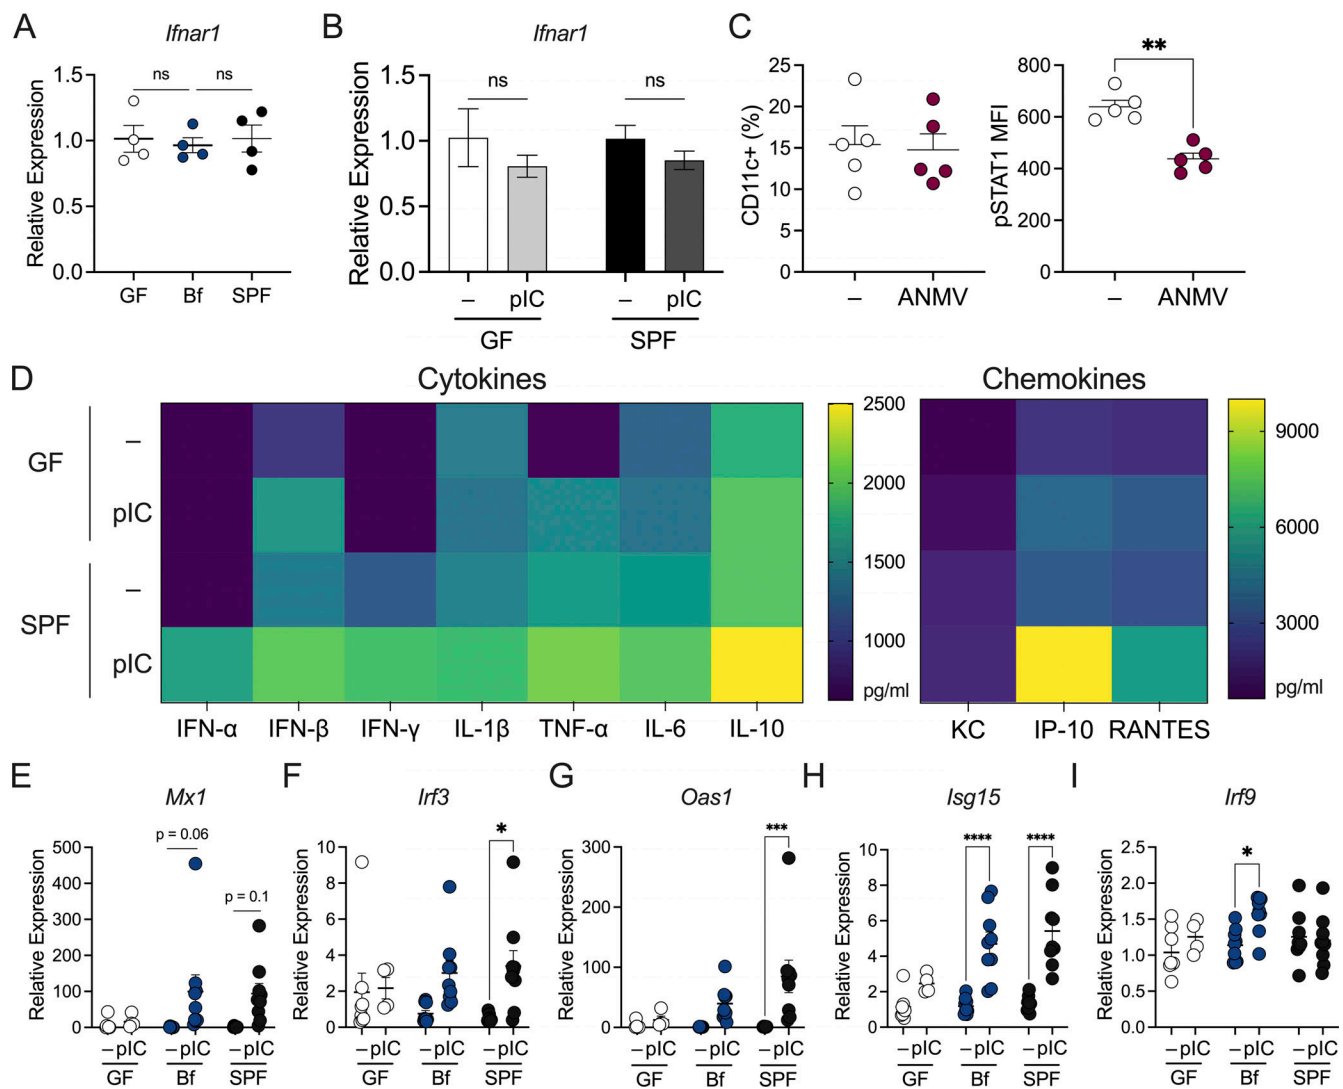 A
Ifnar1
Relative Expression
1.5
1.0
0.5
0.0
ns
ns
GF
Bf
SPF
B
Ifnar1
Relative Expression
1.5
1.0
0.5
0.0
ns
ns
–
pIC
–
pIC
GF
SPF
C
CD11c+ (%)
25
20
15
10
5
0
–
ANMV
pSTAT1 MFI
800
600
400
200
0
**
–
ANMV
D
Cytokines
GF
–
pIC
SPF
–
pIC
IFN-α
IFN-β
IFN-γ
IL-1β
TNF-α
IL-6
IL-10
2500
2000
1500
1000
pg/ml
Chemokines
KC
IP-10
RANTES
9000
6000
3000
pg/ml
E
Mx1
Relative Expression
500
400
300
200
100
0
p = 0.06
p = 0.1
–pIC –pIC –pIC
GF
Bf
SPF
F
Irf3
Relative Expression
10
8
6
4
2
0
*
–pIC –pIC –pIC
GF
Bf
SPF
G
Oas1
Relative Expression
300
200
100
0
***
–pIC –pIC –pIC
GF
Bf
SPF
H
Isg15
Relative Expression
10
8
6
4
2
0
****
****
–pIC –pIC –pIC
GF
Bf
SPF
I
Irf9
Relative Expression
2.5
2.0
1.5
1.0
0.5
0.0
*
–pIC –pIC –pIC
GF
Bf
SPF